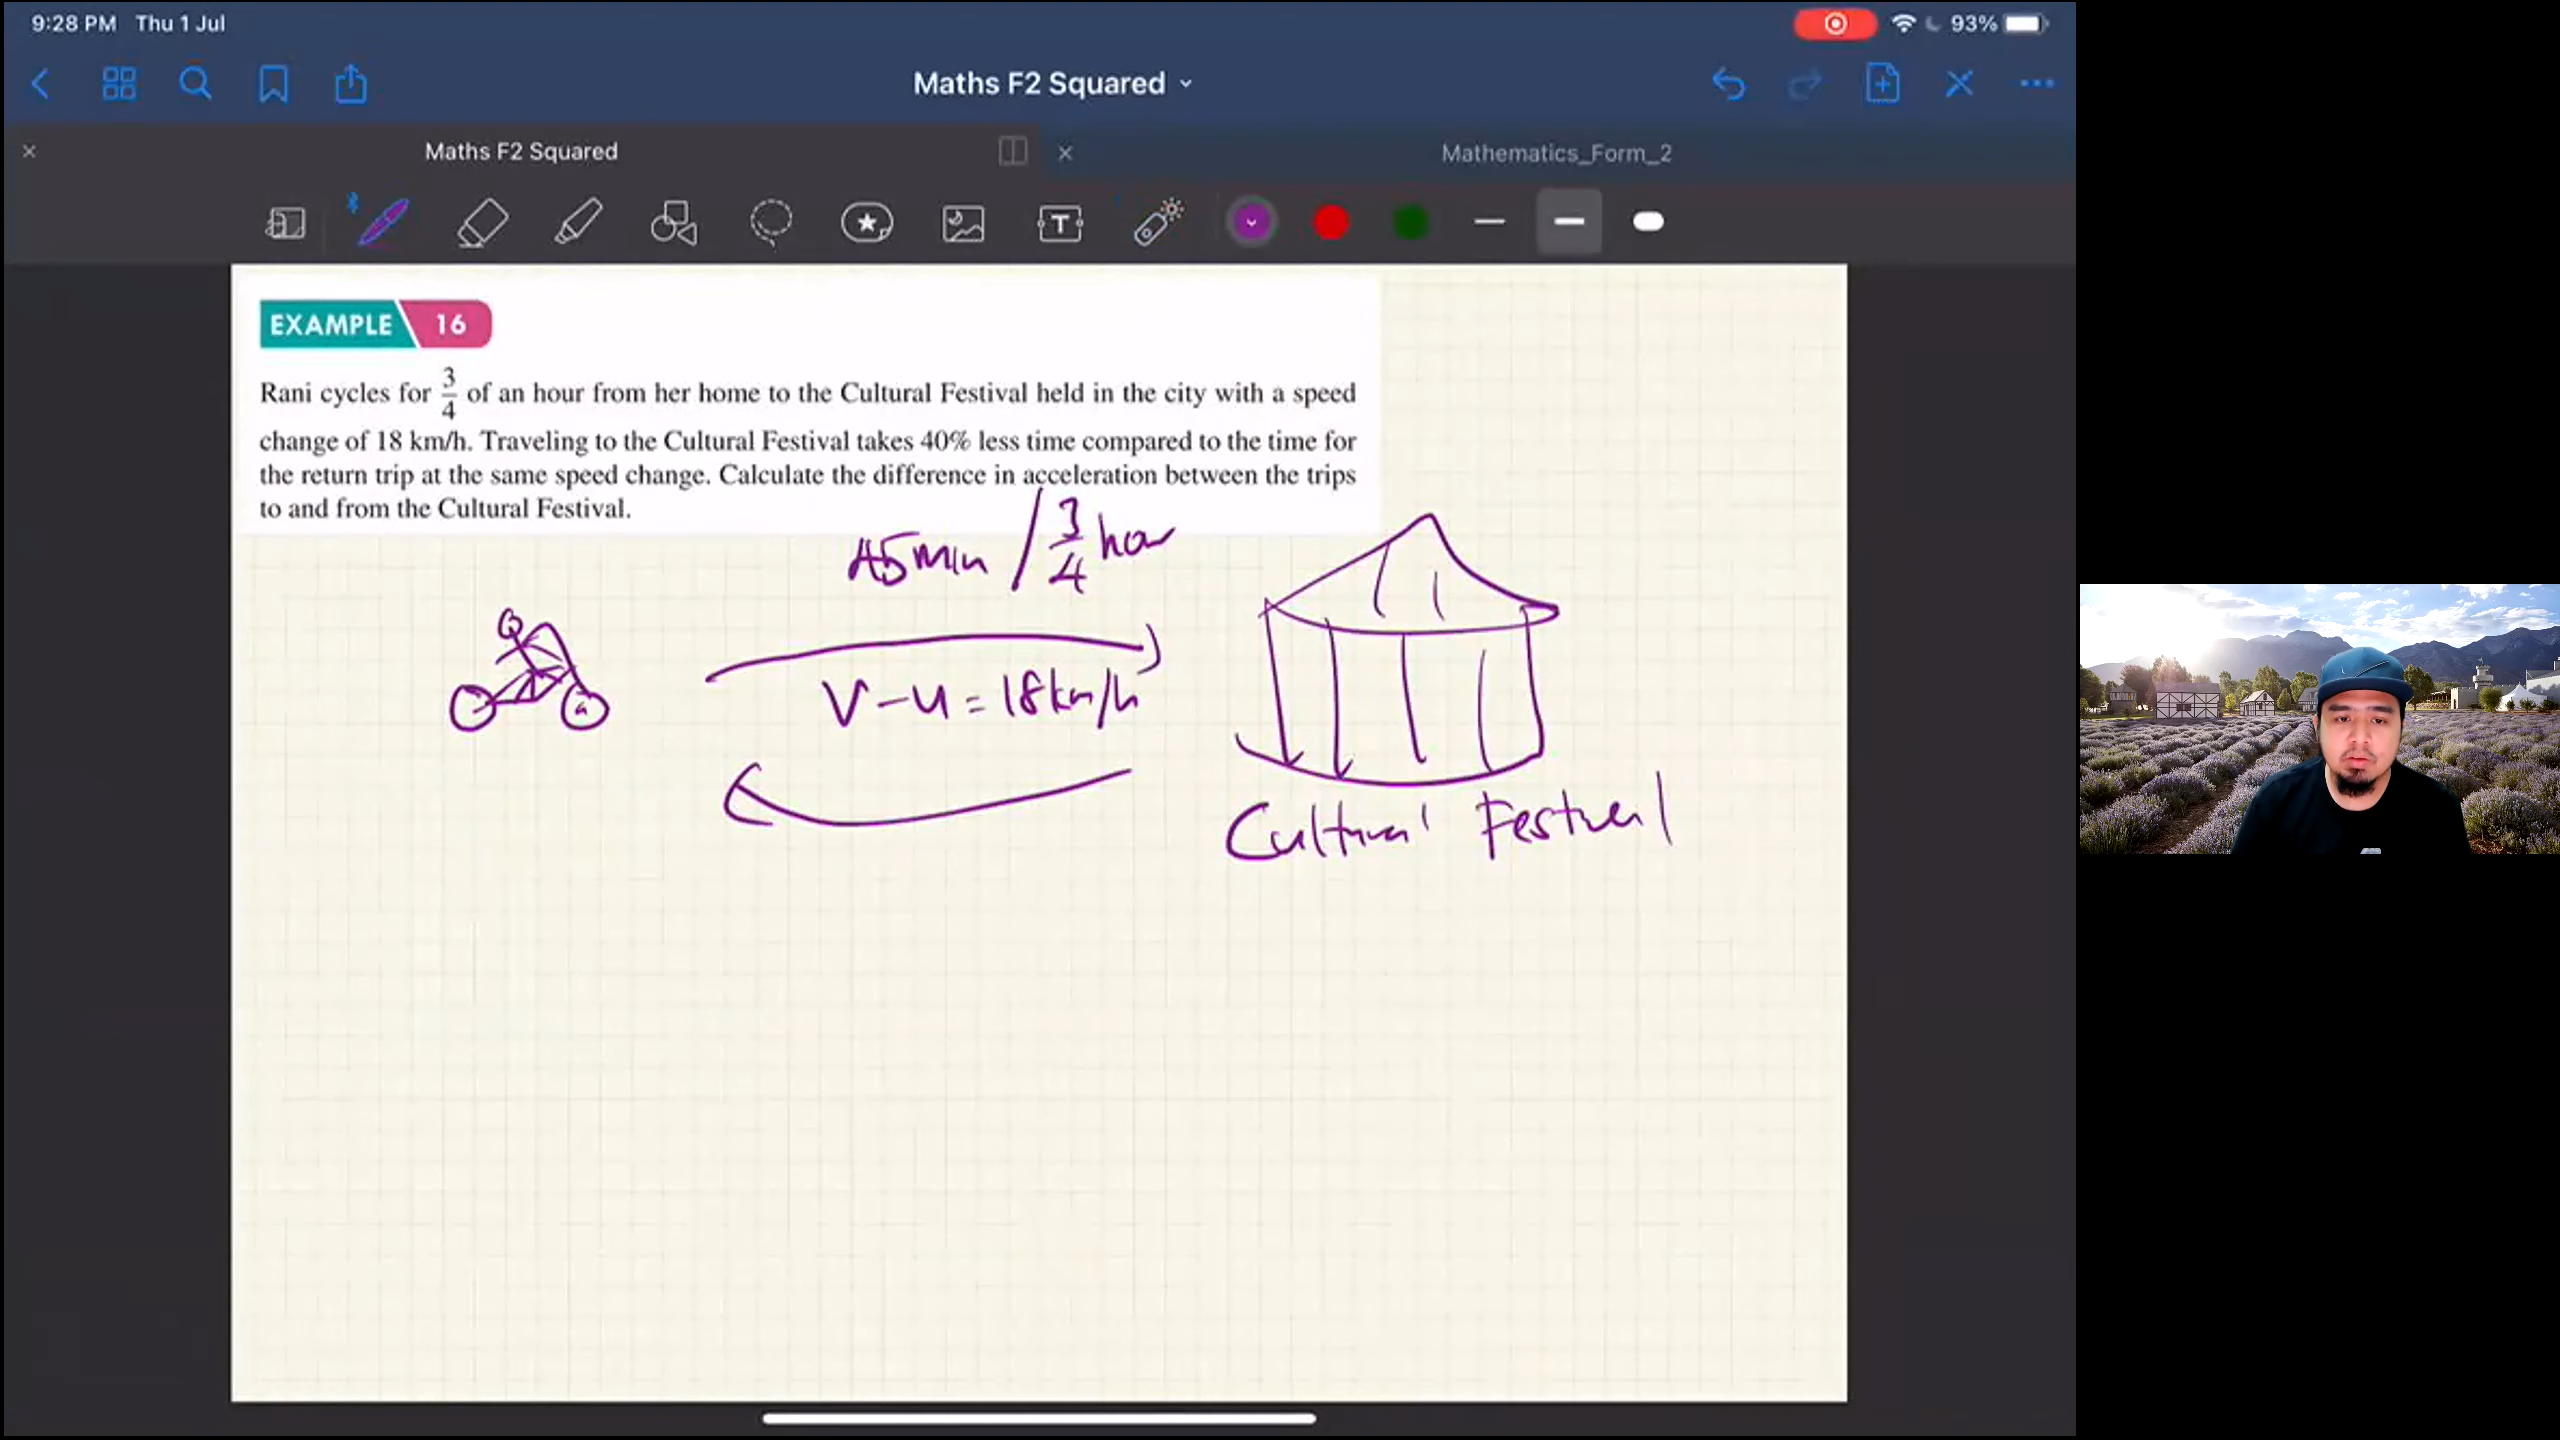 9:28 PM Thu 1 Jul
93%
Maths F2 Squared
Maths F2 Squared
Mathematics_Form_2
T
EXAMPLE 16
Rani cycles for 3/4 of an hour from her home to the Cultural Festival held in the city with a speed
change of 18 km/h. Traveling to the Cultural Festival takes 40% less time compared to the time for
the return trip at the same speed change. Calculate the difference in acceleration between the trips
to and from the Cultural Festival.
45min / 3/4 hour
V-u = 18km/h
Cultural Festival